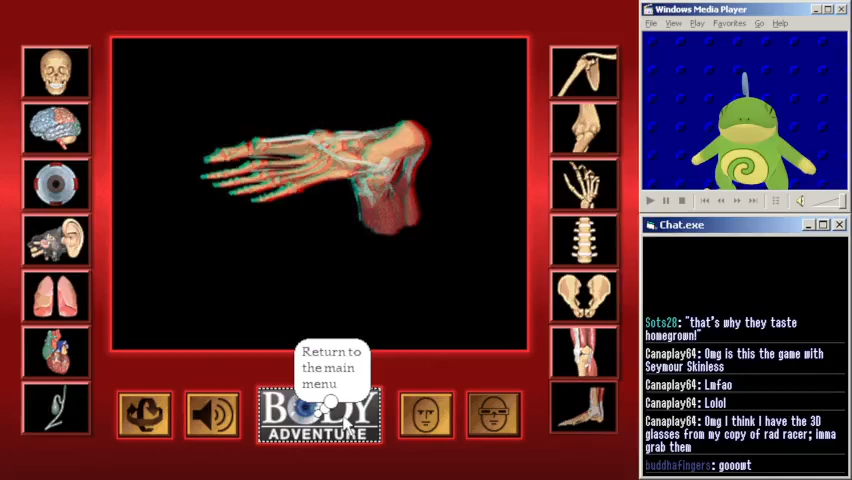 Windows Media Player
File View Play Favorites Go Help
Chat.exe
Sots28: "that's why they taste
homegrown!"
Canaplay64: Omg is this the game with
Seymour Skinless
Canaplay64: Lmfao
Canaplay64: Lolol
Canaplay64: Omg I think I have the 3D
glasses from my copy of rad racer; imma
grab them
buddhafingers: gooowt
Return to
the main
menu
BODY
ADVENTURE